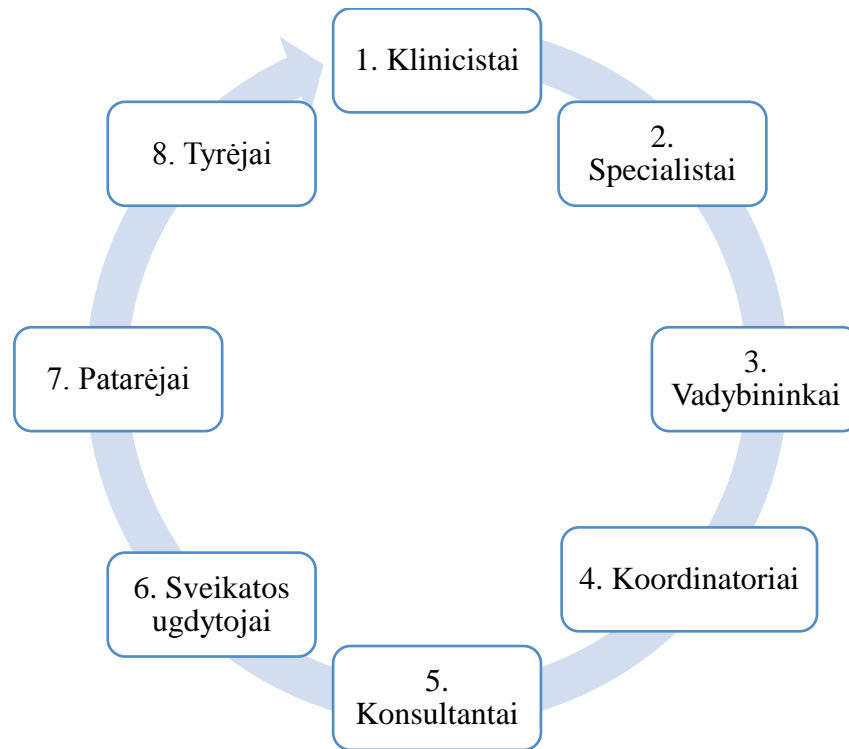 1. Klinicistai
2.
Specialistai
3.
Vadybininkai
4. Koordinatoriai
5.
Konsultantai
6. Sveikatos
ugdytojai
7. Patarėjai
8. Tyrėjai